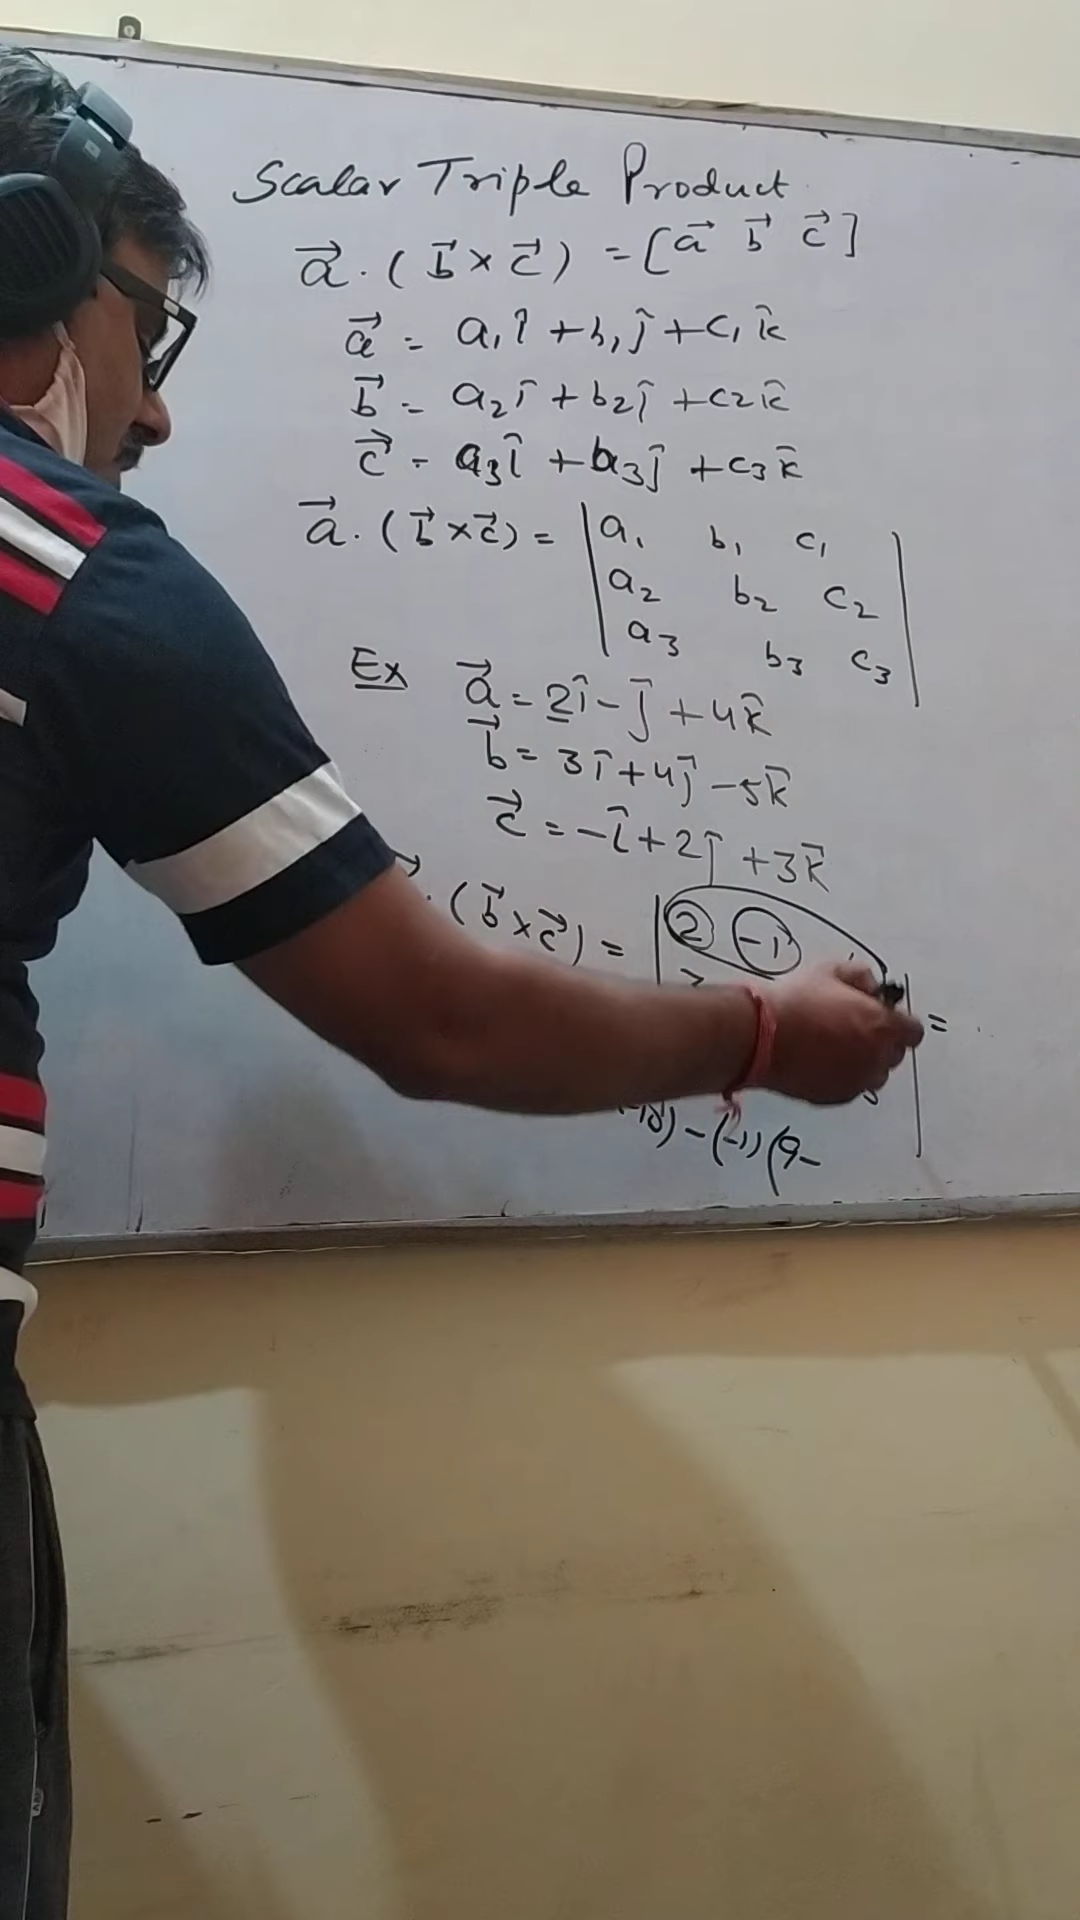 Scalar Triple Product
a⃗ . ( b⃗ × c⃗ ) = [ a⃗ b⃗ c⃗ ]
a⃗ = a₁î + b₁ĵ + c₁k̂
b⃗ = a₂î + b₂ĵ + c₂k̂
c⃗ = a₃î + b₃ĵ + c₃k̂
a⃗ . ( b⃗ × c⃗ ) = | a₁ b₁ c₁ |
a₂ b₂ c₂
a₃ b₃ c₃
Ex a⃗ = 2î - ĵ + 4k̂
b⃗ = 3î + 4ĵ - 5k̂
c⃗ = -î + 2ĵ + 3k̂
. ( b⃗ × c⃗ ) = | 2 -1 | =
) - (-1) (9-